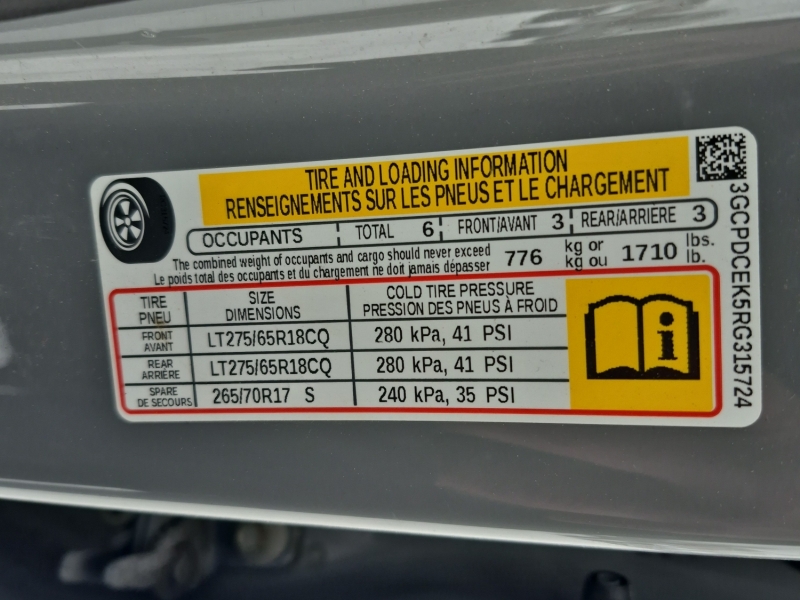 TIRE AND LOADING INFORMATION
RENSEIGNEMENTS SUR LES PNEUS ET LE CHARGEMENT
OCCUPANTS TOTAL 6 FRONT/AVANT 3 REAR/ARRIÈRE 3
The combined weight of occupants and cargo should never exceed 776 kg or 1710 lbs.
Le poids total des occupants et du chargement ne doit jamais dépasser kg ou lb.
TIRE SIZE COLD TIRE PRESSURE
PNEU DIMENSIONS PRESSION DES PNEUS À FROID
FRONT
AVANT LT275/65R18CQ 280 kPa, 41 PSI
REAR
ARRIÈRE LT275/65R18CQ 280 kPa, 41 PSI
SPARE
DE SECOURS 265/70R17 S 240 kPa, 35 PSI
i
3GCPDCEK5RG315724